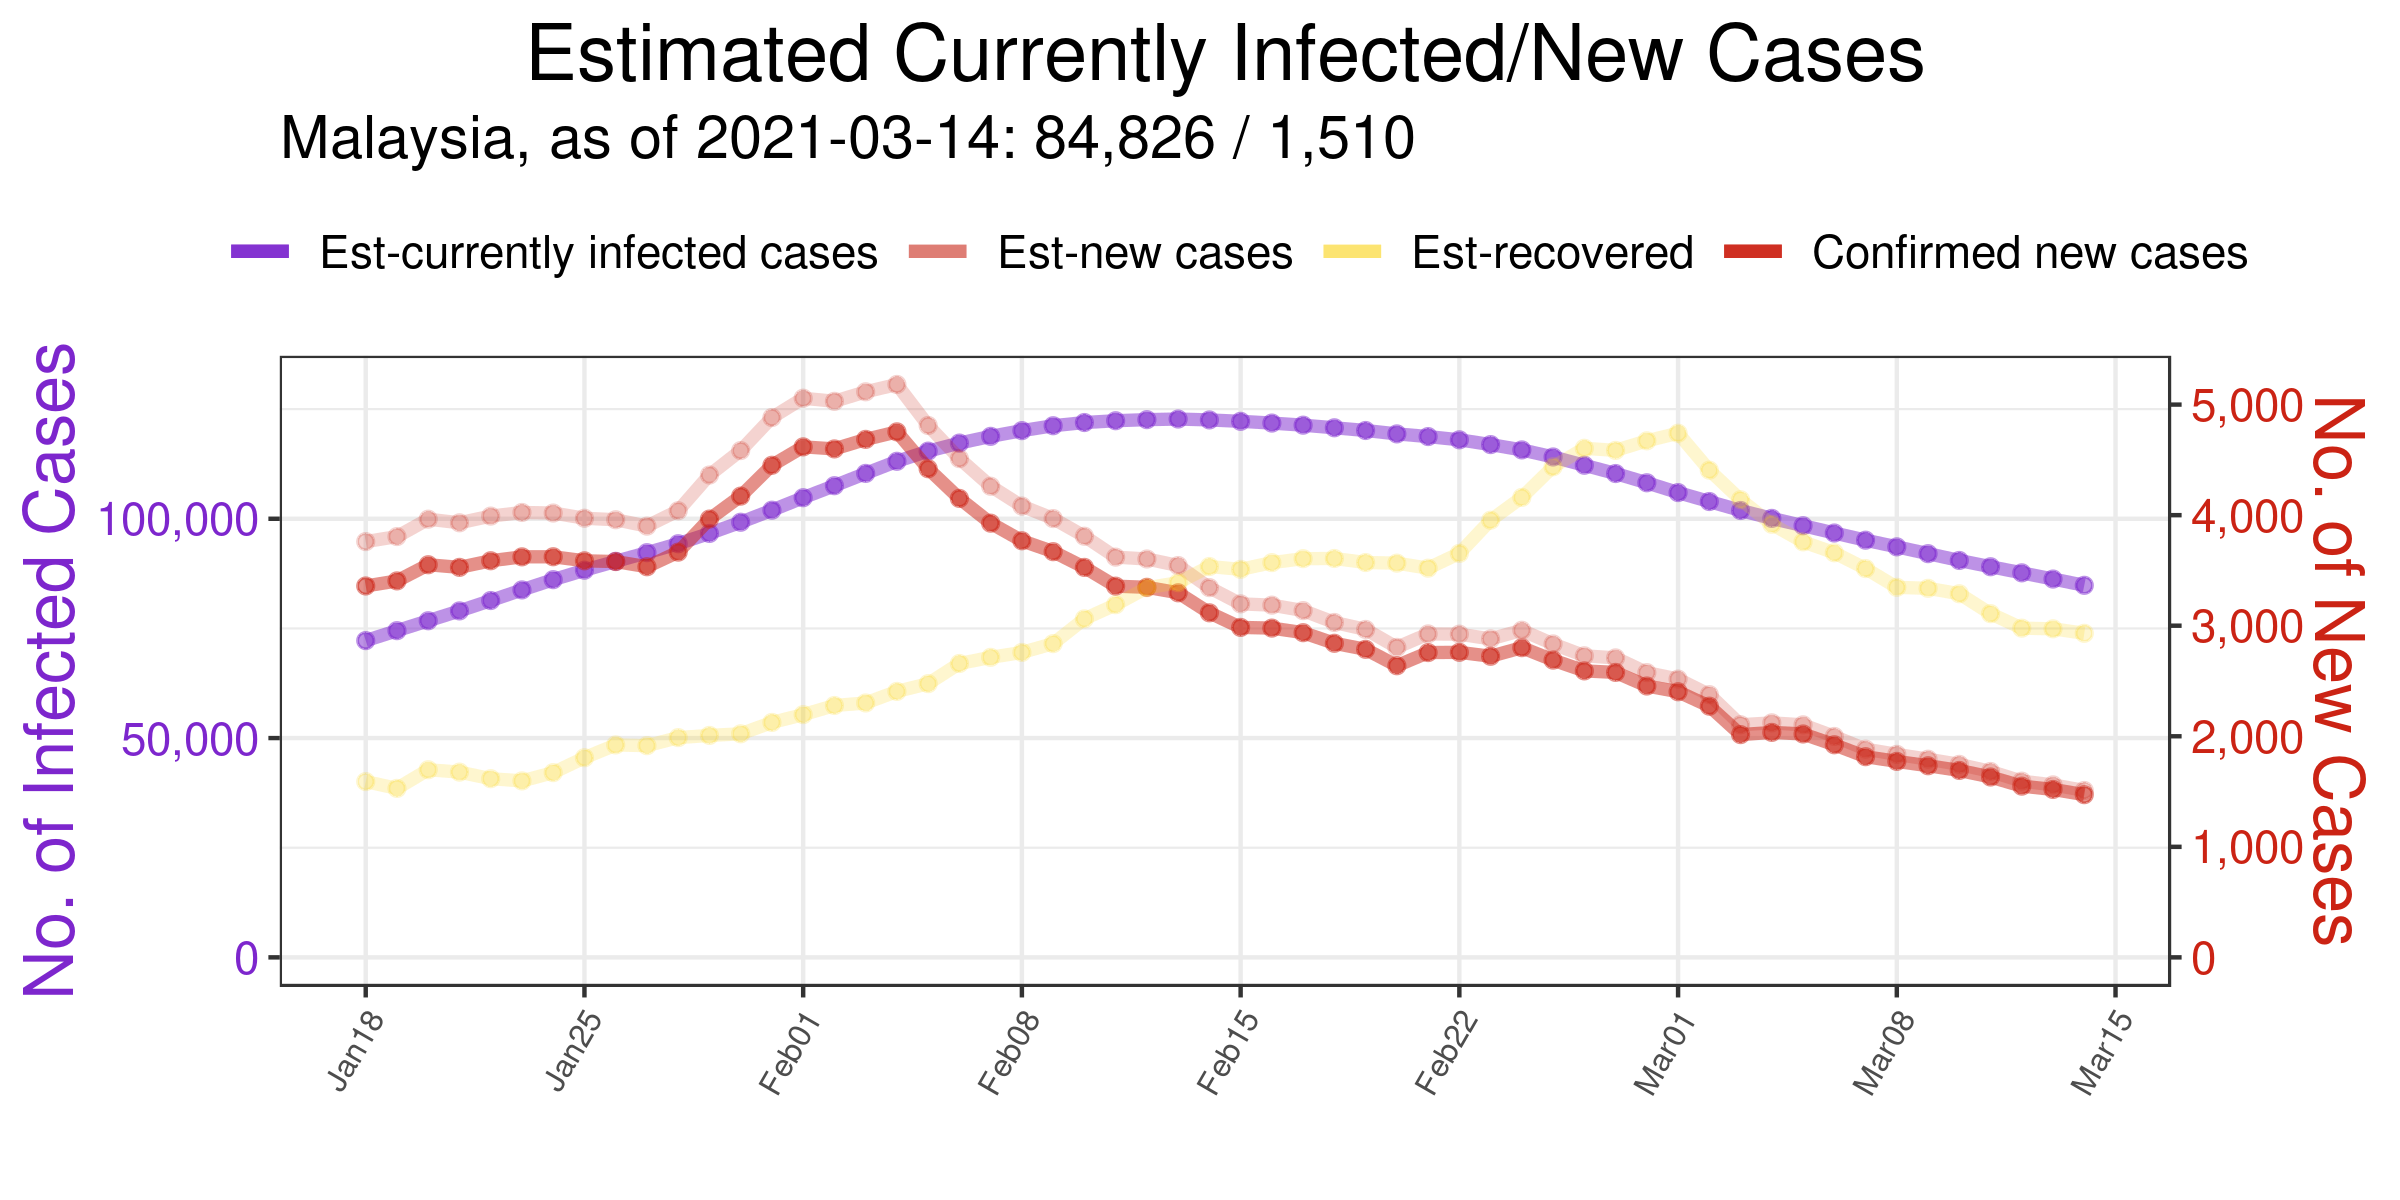 Estimated Currently Infected/New Cases
Malaysia, as of 2021-03-14: 84,826 / 1,510
Est-currently infected cases Est-new cases Est-recovered Confirmed new cases
No. of Infected Cases
100,000
50,000
0
5,000
4,000
3,000
2,000
1,000
0
No. of New Cases
Jan18 Jan25 Feb01 Feb08 Feb15 Feb22 Mar01 Mar08 Mar15